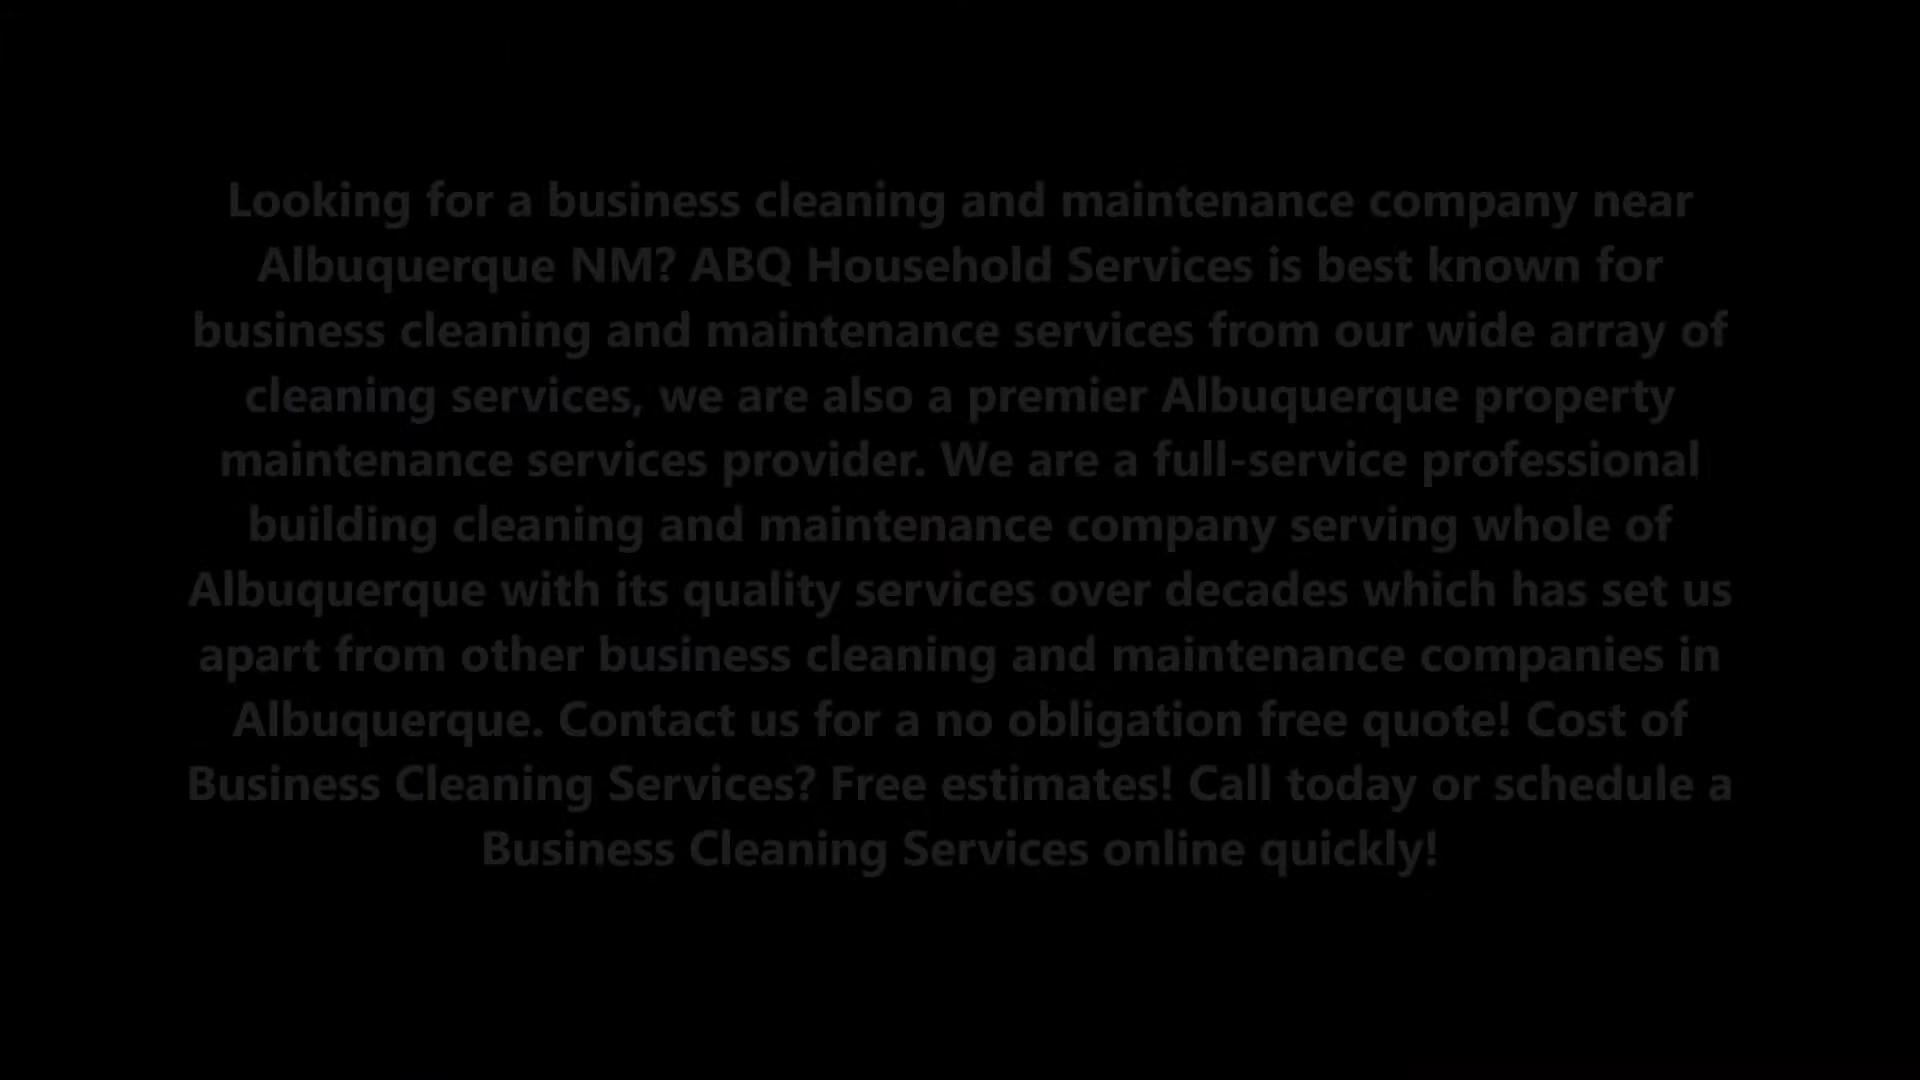 Looking for a business cleaning and maintenance company near
Albuquerque NM? ABQ Household Services is best known for
business cleaning and maintenance services from our wide array of
cleaning services, we are also a premier Albuquerque property
maintenance services provider. We are a full-service professional
building cleaning and maintenance company serving whole of
Albuquerque with its quality services over decades which has set us
apart from other business cleaning and maintenance companies in
Albuquerque. Contact us for a no obligation free quote! Cost of
Business Cleaning Services? Free estimates! Call today or schedule a
Business Cleaning Services online quickly!